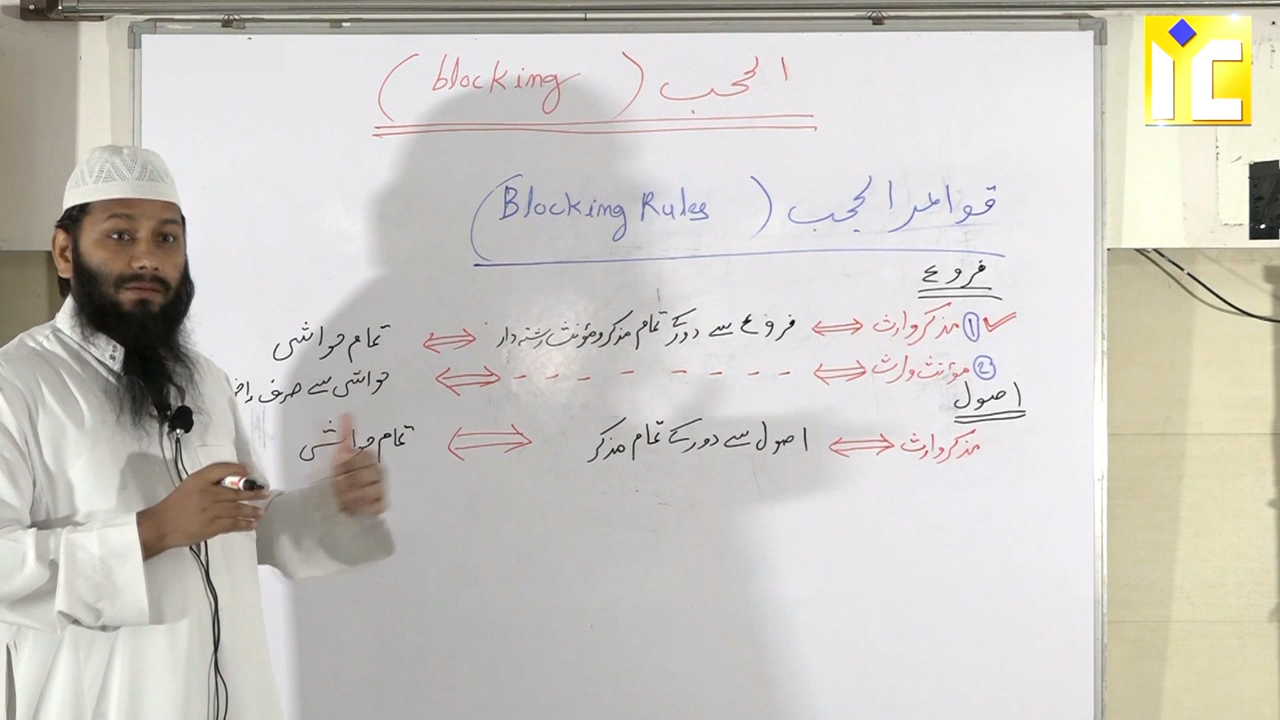 الحجب ( blocking )
قواعد الحجب ( Blocking Rules )
فروع
① مذکر وارث ⇔ فروع سے دور کے تمام مذکر و مؤنث رشتہ دار ⇔ تمام حواشی
② مؤنث وارث ⇔ - - - - - - - - - ⇔ حواشی سے صرف
اصول
مذکر وارث ⇔ اصول سے دور کے تمام مذکر ⇔ تمام حواشی
IYC